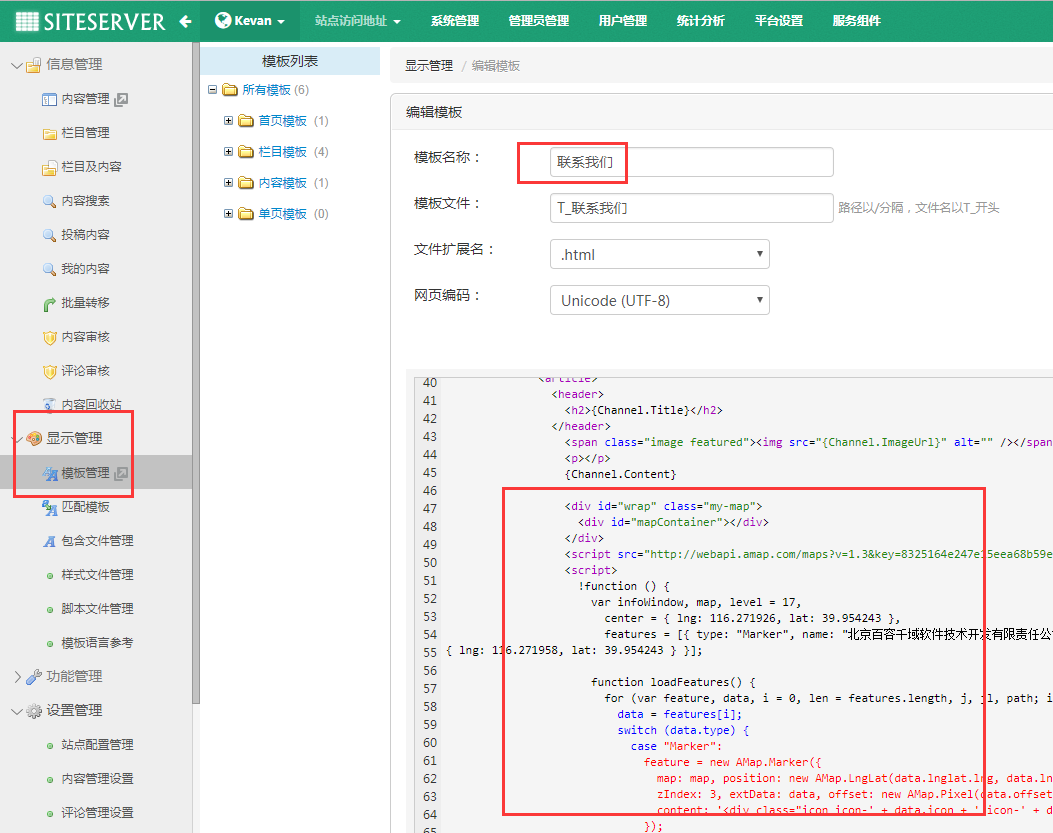 SITESERVER
Kevan
站点访问地址
系统管理
管理员管理
用户管理
统计分析
平台设置
服务组件
信息管理
内容管理
栏目管理
栏目及内容
内容搜索
投稿内容
我的内容
批量转移
内容审核
评论审核
内容回收站
显示管理
模板管理
匹配模板
包含文件管理
样式文件管理
脚本文件管理
模板语言参考
功能管理
设置管理
站点配置管理
内容管理设置
评论管理设置
模板列表
所有模板 (6)
首页模板 (1)
栏目模板 (4)
内容模板 (1)
单页模板 (0)
显示管理 / 编辑模板
编辑模板
模板名称： 联系我们
模板文件： T_联系我们 路径以/分隔，文件名以T_开头
文件扩展名： .html
网页编码： Unicode (UTF-8)
40 <article>
41 <header>
42 <h2>{Channel.Title}</h2>
43 </header>
44 <span class="image featured"><img src="{Channel.ImageUrl}" alt="" /></span
45 <p></p>
46 {Channel.Content}
47
48 <div id="wrap" class="my-map">
49 <div id="mapContainer"></div>
50 </div>
51 <script src="http://webapi.amap.com/maps?v=1.3&key=8325164e247e15eea68b59e
52 <script>
53 !function () {
54 var infoWindow, map, level = 17,
55 center = { lng: 116.271926, lat: 39.954243 },
56 features = [{ type: "Marker", name: "北京百容千域软件技术开发有限责任公
{ lng: 116.271958, lat: 39.954243 } }];
57
58 function loadFeatures() {
59 for (var feature, data, i = 0, len = features.length, j, jl, path; i
60 data = features[i];
61 switch (data.type) {
62 case "Marker":
63 feature = new AMap.Marker({
64 map: map, position: new AMap.LngLat(data.lnglat.lng, data.ln
65 zIndex: 3, extData: data, offset: new AMap.Pixel(data.offset
content: '<div class="icon icon-' + data.icon + ' icon-' + d
});